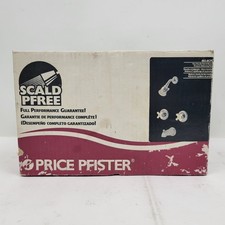 SCALD
PFREE
FULL PERFORMANCE GUARANTEE!
GARANTIE DE PERFORMANCE COMPLÈTE!
¡DESEMPEÑO COMPLETO GARANTIZADO!
PRICE PFISTER